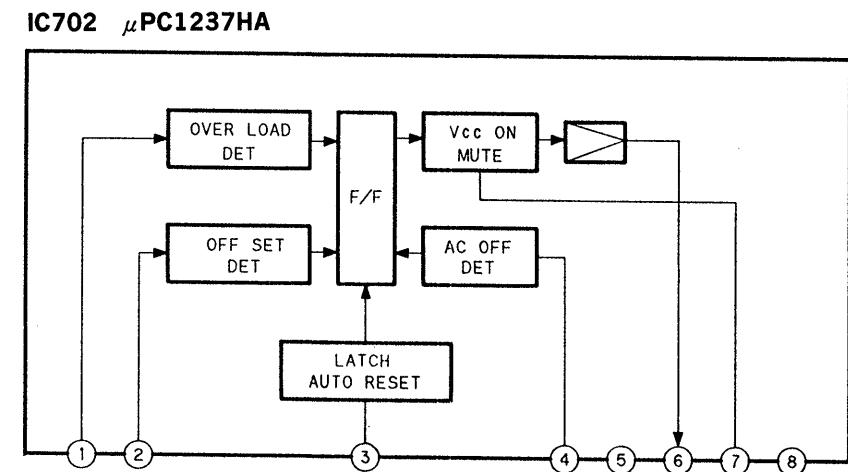 IC702 μPC1237HA
OVER LOAD
DET
Vcc ON
MUTE
F/F
OFF SET
DET
AC OFF
DET
LATCH
AUTO RESET
1 2 3 4 5 6 7 8